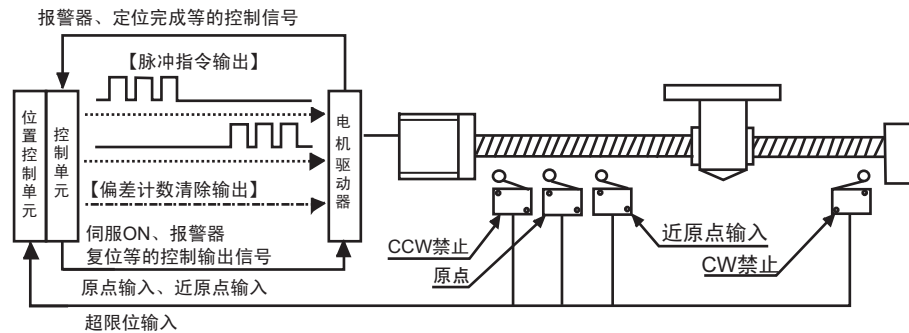 报警器、定位完成等的控制信号
【脉冲指令输出】
位置控制单元
控制单元
电机驱动器
【偏差计数清除输出】
伺服ON、报警器
复位等的控制输出信号
CCW禁止
原点
近原点输入
CW禁止
原点输入、近原点输入
超限位输入